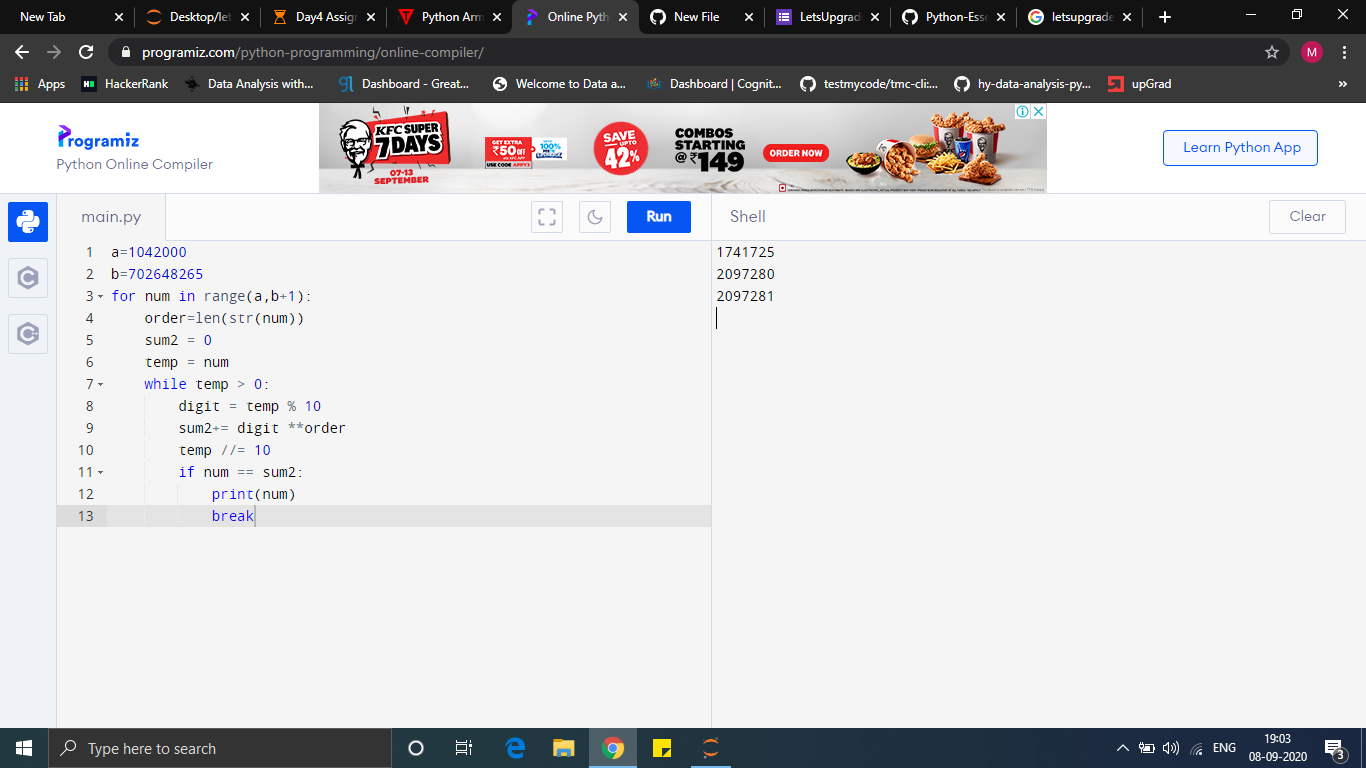 New Tab
Desktop/let
Day4 Assign
Python Arm
Online Pyth
New File
LetsUpgrad
Python-Esse
letsupgrade
programiz.com/python-programming/online-compiler/
M
Apps
HackerRank
Data Analysis with...
Dashboard - Great...
Welcome to Data a...
Dashboard | Cognit...
testmycode/tmc-cli:...
hy-data-analysis-py...
upGrad
Programiz
Python Online Compiler
KFC SUPER
7 DAYS
07-13
SEPTEMBER
GET EXTRA
₹50 OFF
USE CODE APPY3
SAVE
UPTO
42%
COMBOS
STARTING
@ ₹149
ORDER NOW
Learn Python App
main.py
Run
Shell
Clear
1 a=1042000
2 b=702648265
3 for num in range(a,b+1):
4 order=len(str(num))
5 sum2 = 0
6 temp = num
7 while temp > 0:
8 digit = temp % 10
9 sum2+= digit **order
10 temp //= 10
11 if num == sum2:
12 print(num)
13 break
1741725
2097280
2097281
Type here to search
ENG
19:03
08-09-2020
3